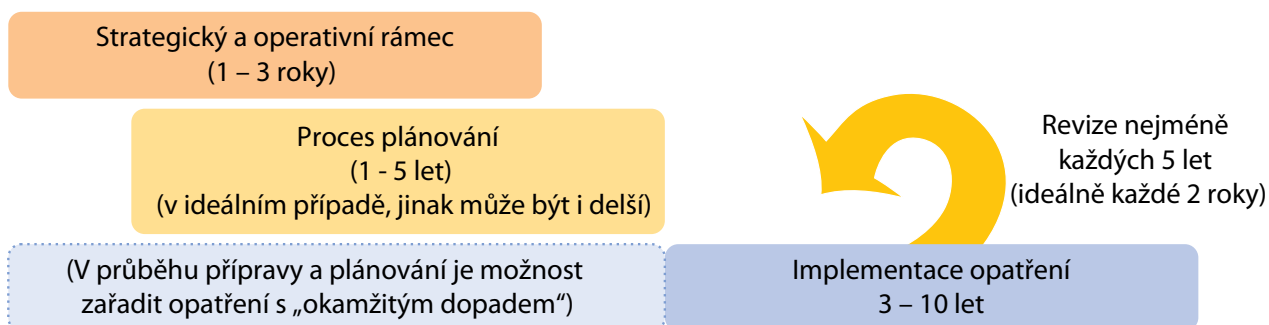 Strategický a operativní rámec
(1 – 3 roky)
Proces plánování
(1 - 5 let)
(v ideálním případě, jinak může být i delší)
Revize nejméně
každých 5 let
(ideálně každé 2 roky)
(V průběhu přípravy a plánování je možnost
zařadit opatření s „okamžitým dopadem“)
Implementace opatření
3 – 10 let